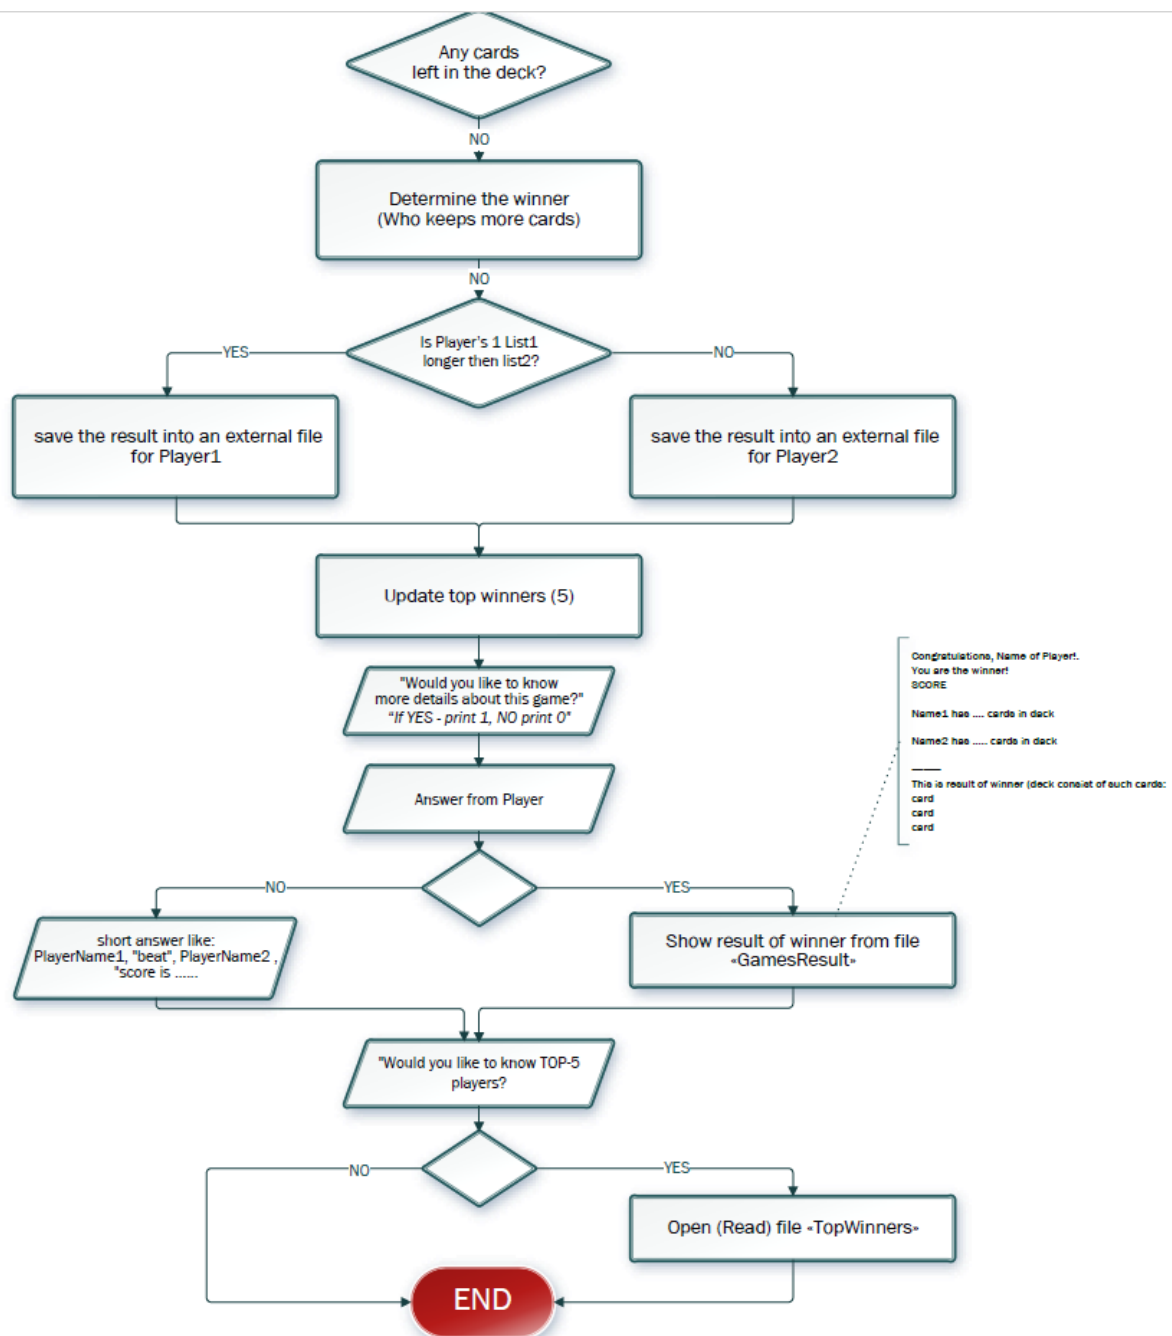 Any cards
left in the deck?
NO
Determine the winner
(Who keeps more cards)
NO
Is Player's 1 List1
longer then list2?
YES
NO
save the result into an external file
for Player1
save the result into an external file
for Player2
Update top winners (5)
"Would you like to know
more details about this game?"
"If YES - print 1, NO print 0"
Answer from Player
Congratulations, Name of Player!.
You are the winner!
SCORE
Name1 has .... cards in deck
Name2 has ..... cards in deck
This is result of winner (deck consist of such cards:
card
card
card
NO
YES
short answer like:
PlayerName1, "beat", PlayerName2 ,
"score is ......
Show result of winner from file
«GamesResult»
"Would you like to know TOP-5
players?
NO
YES
Open (Read) file «TopWinners»
END